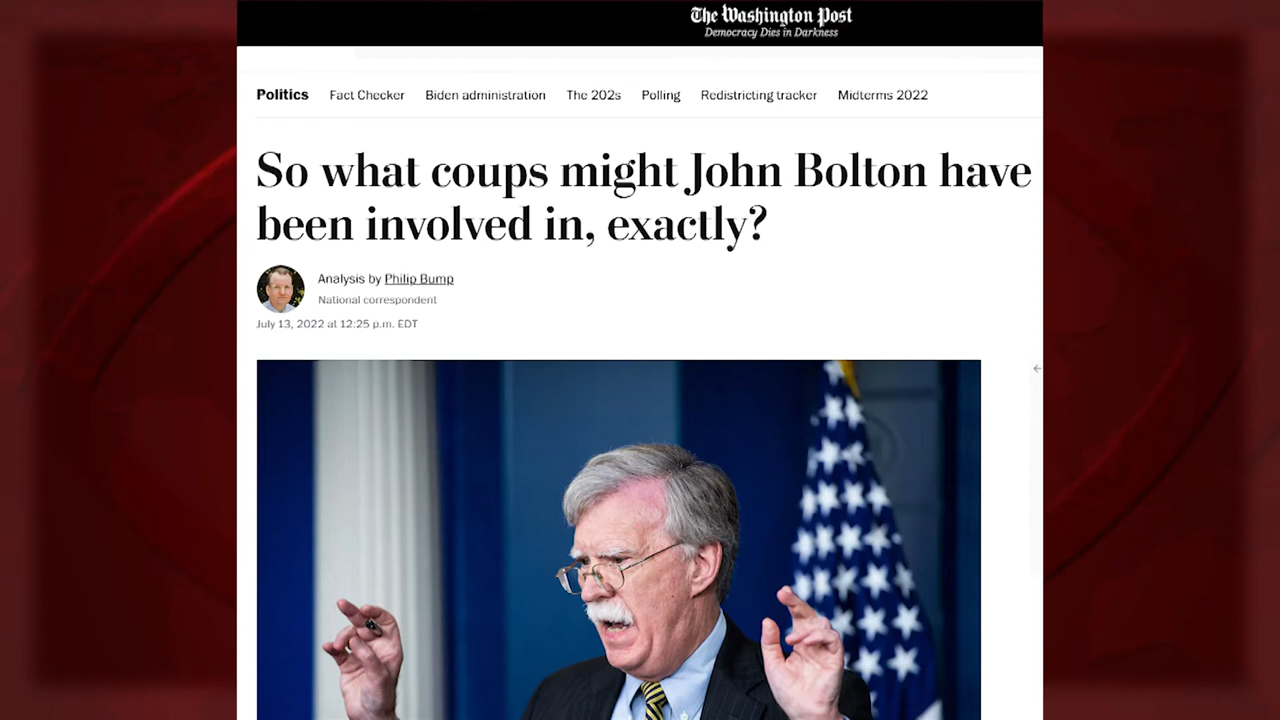 The Washington Post
Democracy Dies in Darkness
Politics Fact Checker Biden administration The 202s Polling Redistricting tracker Midterms 2022
So what coups might John Bolton have
been involved in, exactly?
Analysis by Philip Bump
National correspondent
July 13, 2022 at 12:25 p.m. EDT